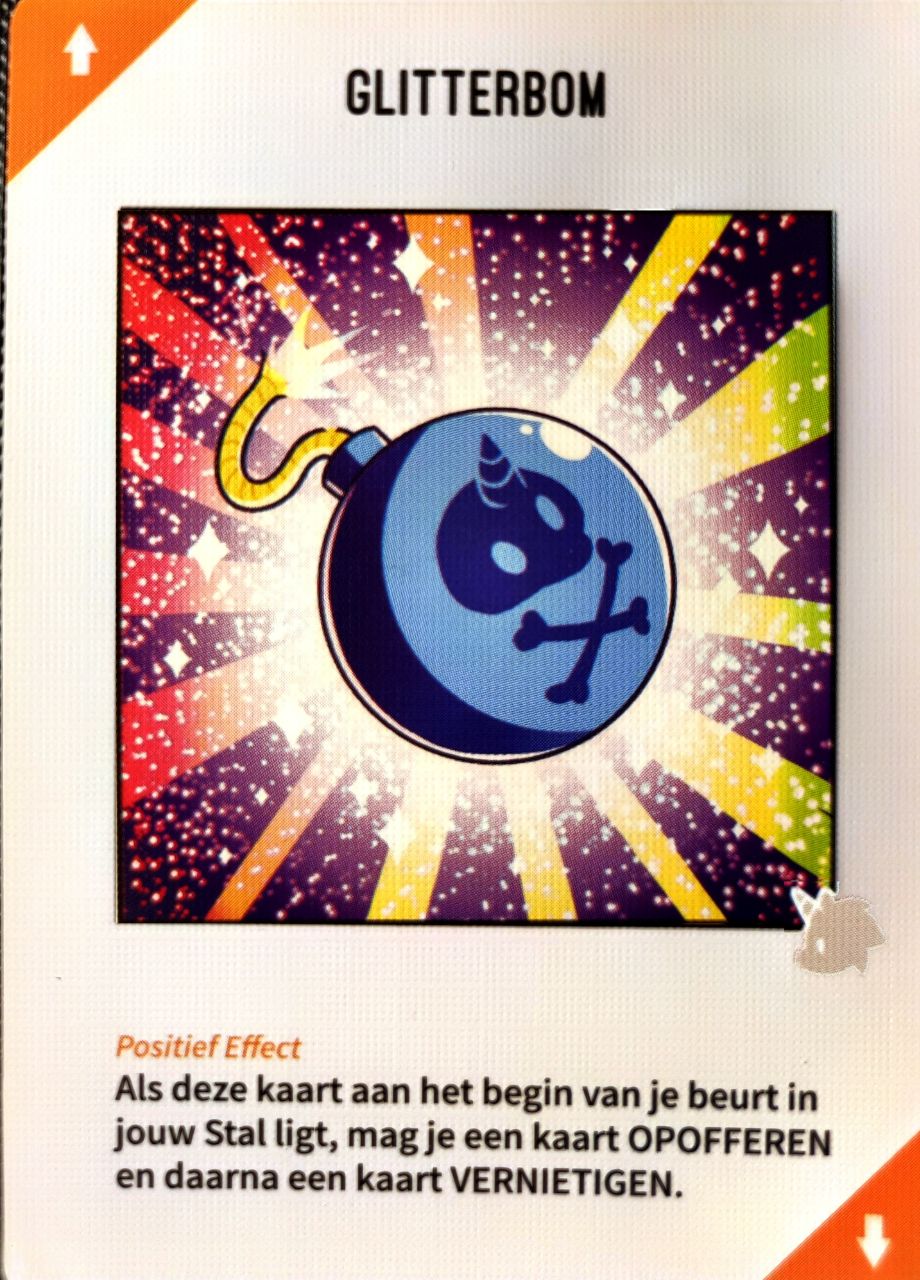 GLITTERBOM
Positief Effect
Als deze kaart aan het begin van je beurt in
jouw Stal ligt, mag je een kaart OPOFFEREN
en daarna een kaart VERNIETIGEN.